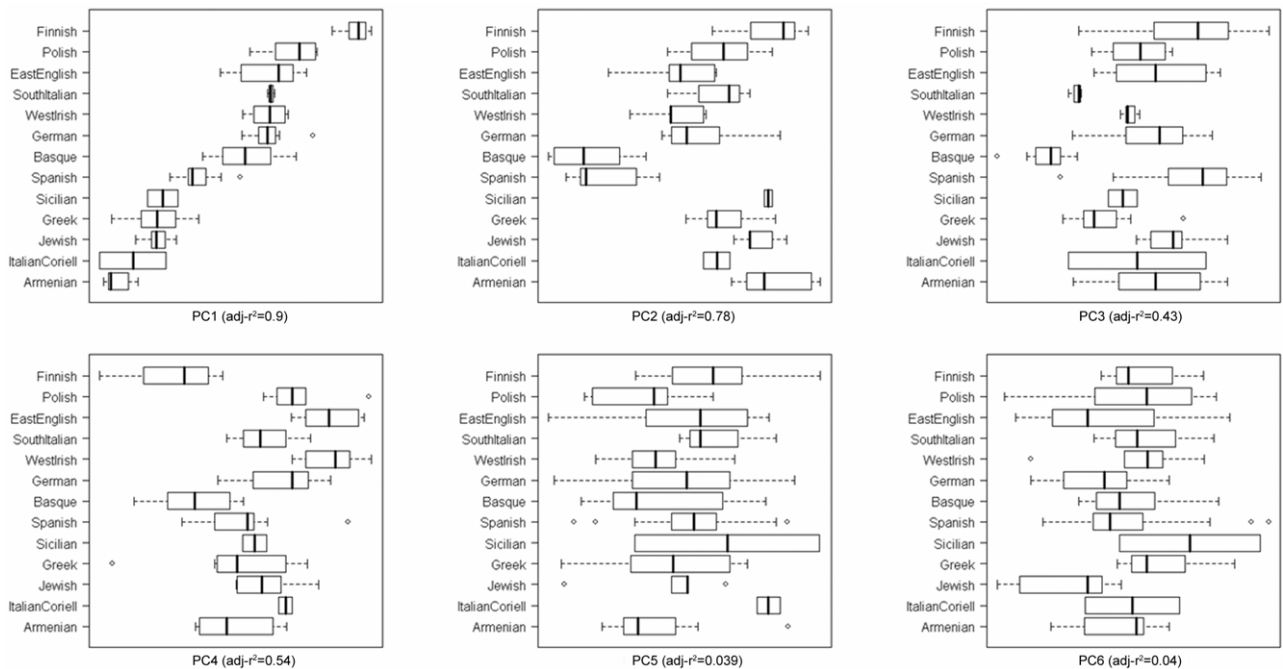 Finnish
Polish
EastEnglish
SouthItalian
WestIrish
German
Basque
Spanish
Sicilian
Greek
Jewish
ItalianCoriell
Armenian
PC1 (adj-r²=0.9)
Finnish
Polish
EastEnglish
SouthItalian
WestIrish
German
Basque
Spanish
Sicilian
Greek
Jewish
ItalianCoriell
Armenian
PC2 (adj-r²=0.78)
Finnish
Polish
EastEnglish
SouthItalian
WestIrish
German
Basque
Spanish
Sicilian
Greek
Jewish
ItalianCoriell
Armenian
PC3 (adj-r²=0.43)
Finnish
Polish
EastEnglish
SouthItalian
WestIrish
German
Basque
Spanish
Sicilian
Greek
Jewish
ItalianCoriell
Armenian
PC4 (adj-r²=0.54)
Finnish
Polish
EastEnglish
SouthItalian
WestIrish
German
Basque
Spanish
Sicilian
Greek
Jewish
ItalianCoriell
Armenian
PC5 (adj-r²=0.039)
Finnish
Polish
EastEnglish
SouthItalian
WestIrish
German
Basque
Spanish
Sicilian
Greek
Jewish
ItalianCoriell
Armenian
PC6 (adj-r²=0.04)